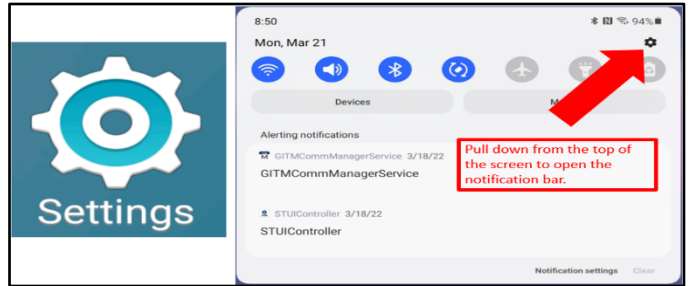 Settings
8:50
94%
Mon, Mar 21
Devices
Alerting notifications
GITMCommManagerService 3/18/22
GITMCommManagerService
Pull down from the top of
the screen to open the
notification bar.
STUIController 3/18/22
STUIController
Notification settings Clear